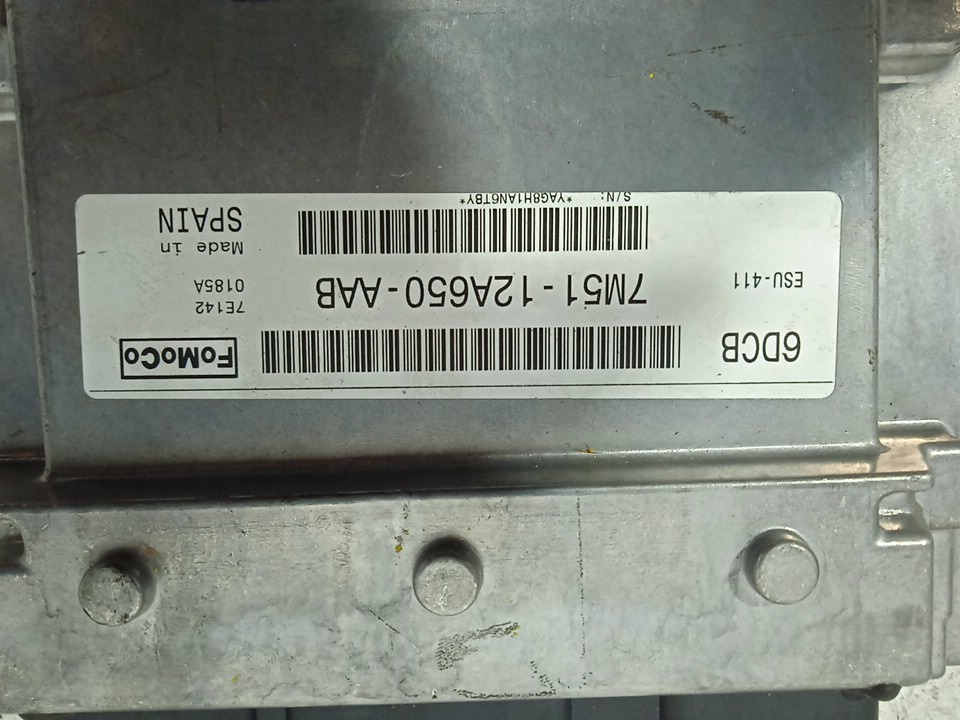 6DCB
FoMoCo
ESU-411
7M51-12A650-AAB
7E142
0185A
Made in
SPAIN
S/N: *YAG8H1AN6TBY*